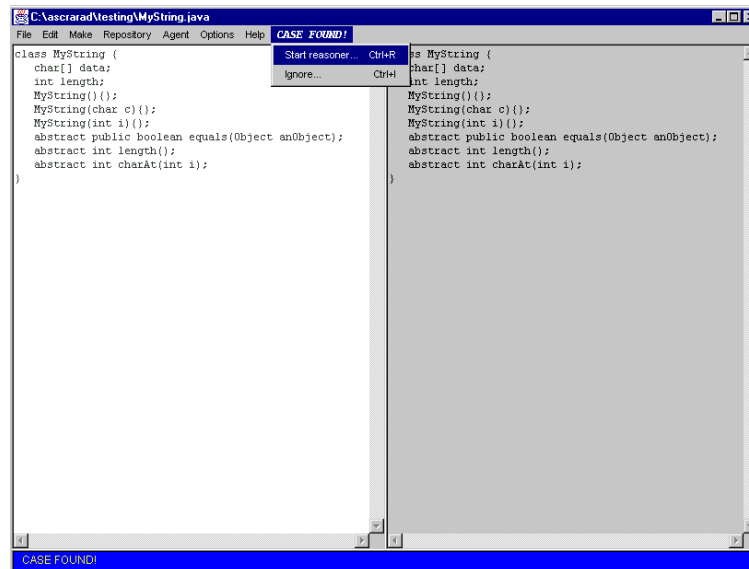 C:\ascrarad\testing\MyString.java
File Edit Make Repository Agent Options Help CASE FOUND!
Start reasoner... Ctrl+R
Ignore... Ctrl+I
class MyString {
char[] data;
int length;
MyString(){};
MyString(char c){};
MyString(int i){};
abstract public boolean equals(Object anObject);
abstract int length();
abstract int charAt(int i);
}
ss MyString {
char[] data;
int length;
MyString(){};
MyString(char c){};
MyString(int i){};
abstract public boolean equals(Object anObject);
abstract int length();
abstract int charAt(int i);
}
CASE FOUND!